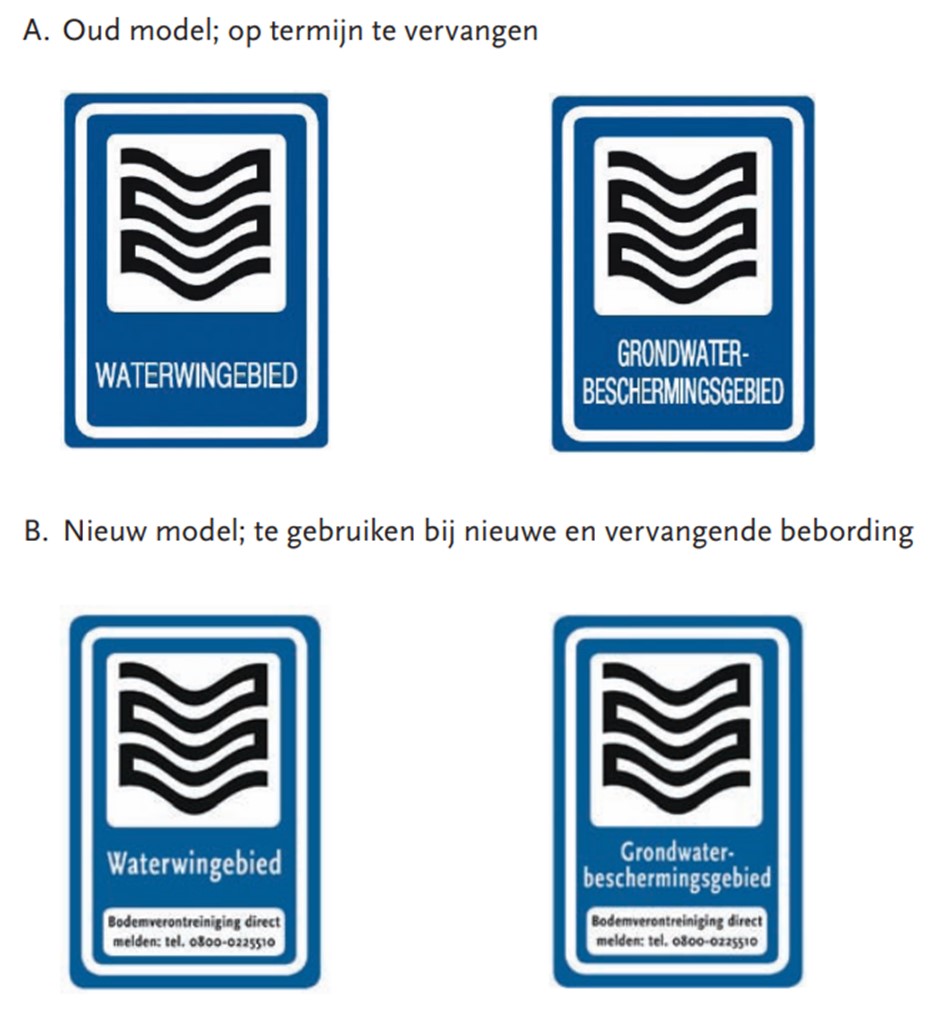 A. Oud model; op termijn te vervangen
WATERWINGEBIED
GRONDWATER-
BESCHERMINGSGEBIED
B. Nieuw model; te gebruiken bij nieuwe en vervangende bebording
Waterwingebied
Bodemverontreiniging direct
melden: tel. 0800-0225510
Grondwater-
beschermingsgebied
Bodemverontreiniging direct
melden: tel. 0800-0225510